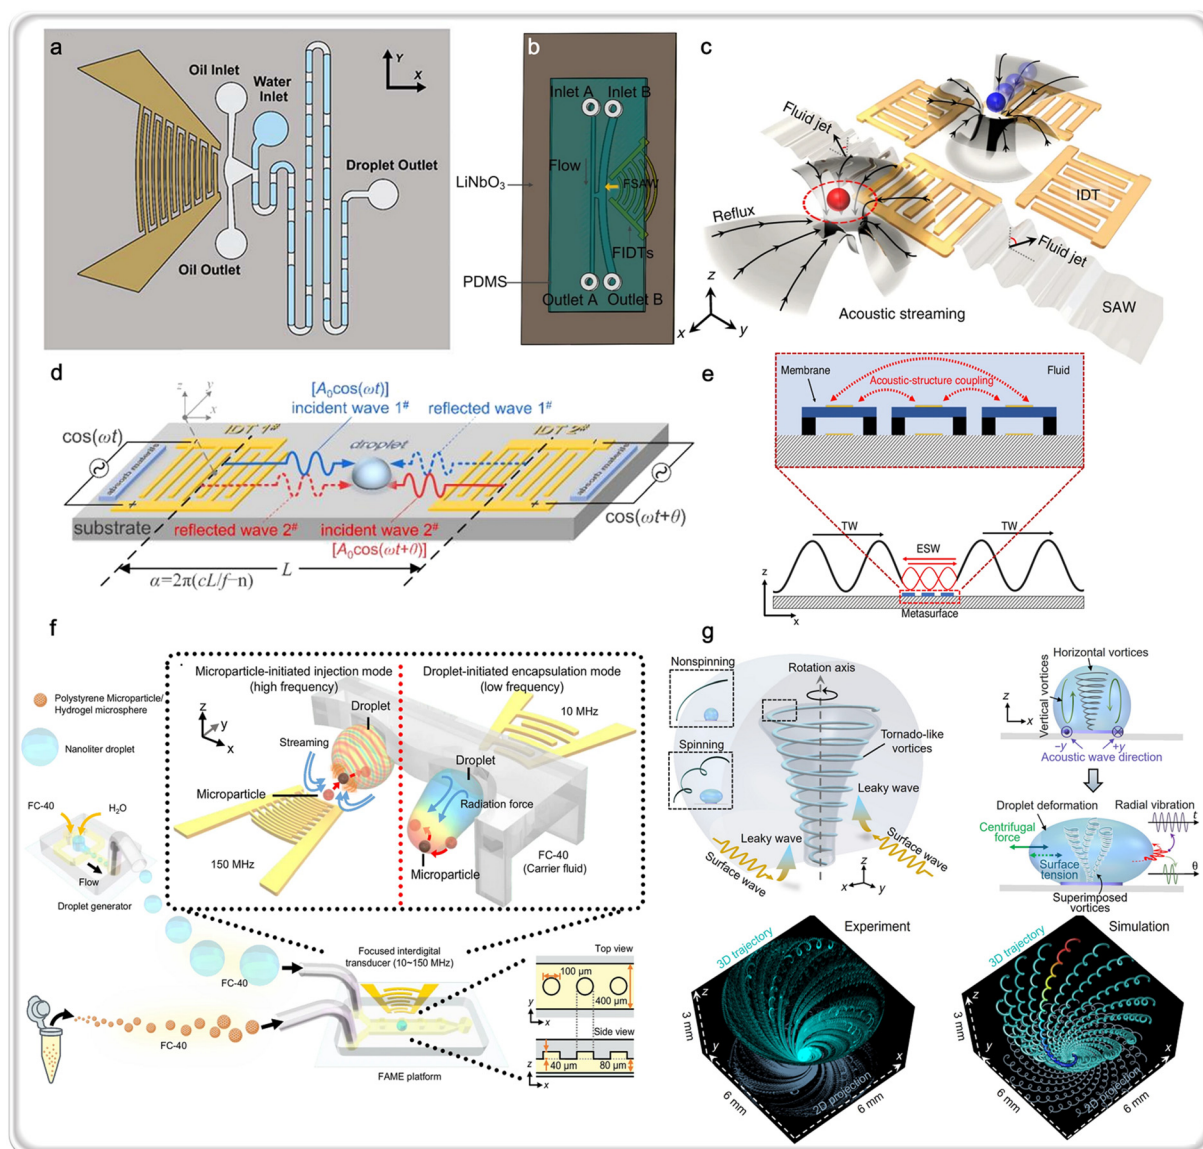 a
Oil Inlet
Water
Inlet
Y
X
Droplet Outlet
Oil Outlet
b
Inlet A
Inlet B
Flow
LiNbO3
FSAW
FIDTs
PDMS
Outlet A
Outlet B
c
Fluid jet
IDT
Reflux
Fluid jet
SAW
z
x
y
Acoustic streaming
d
z
y
x
[A0cos(ωt)]
incident wave 1#
reflected wave 1#
cos(ωt)
IDT 1#
droplet
IDT 2#
absorb materials
absorb materials
substrate
reflected wave 2#
incident wave 2#
[A0cos(ωt+θ)]
cos(ωt+θ)
L
α=2π(cL/f−n)
e
Membrane
Acoustic-structure coupling
Fluid
TW
ESW
TW
z
x
Metasurface
f
Polystyrene Microparticle/
Hydrogel microsphere
Nanoliter droplet
FC-40
H2O
Flow
Droplet generator
Microparticle-initiated injection mode
(high frequency)
Droplet-initiated encapsulation mode
(low frequency)
z
y
x
Droplet
Streaming
Microparticle
150 MHz
10 MHz
Droplet
Radiation force
Microparticle
FC-40
(Carrier fluid)
Focused interdigital
transducer (10~150 MHz)
FC-40
FC-40
FAME platform
Top view
100 μm
400 μm
y
x
Side view
z
x
40 μm
80 μm
g
Nonspinning
Spinning
Rotation axis
Tornado-like
vortices
Leaky wave
Leaky wave
Surface wave
Surface wave
z
x
y
Horizontal vortices
Vertical vortices
z
x
−y
+y
Acoustic wave direction
Droplet deformation
Radial vibration
t
Centrifugal
force
Surface
tension
θ
Superimposed
vortices
Experiment
3D trajectory
2D projection
z
3 mm
y
6 mm
x
6 mm
Simulation
3D trajectory
2D projection
z
3 mm
y
6 mm
x
6 mm